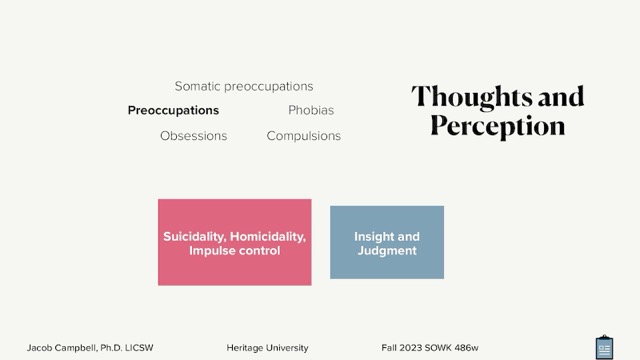 Somatic preoccupations
Preoccupations
Phobias
Obsessions
Compulsions
Thoughts and
Perception
Suicidality, Homicidality,
Impulse control
Insight and
Judgment
Jacob Campbell, Ph.D. LICSW
Heritage University
Fall 2023 SOWK 486w